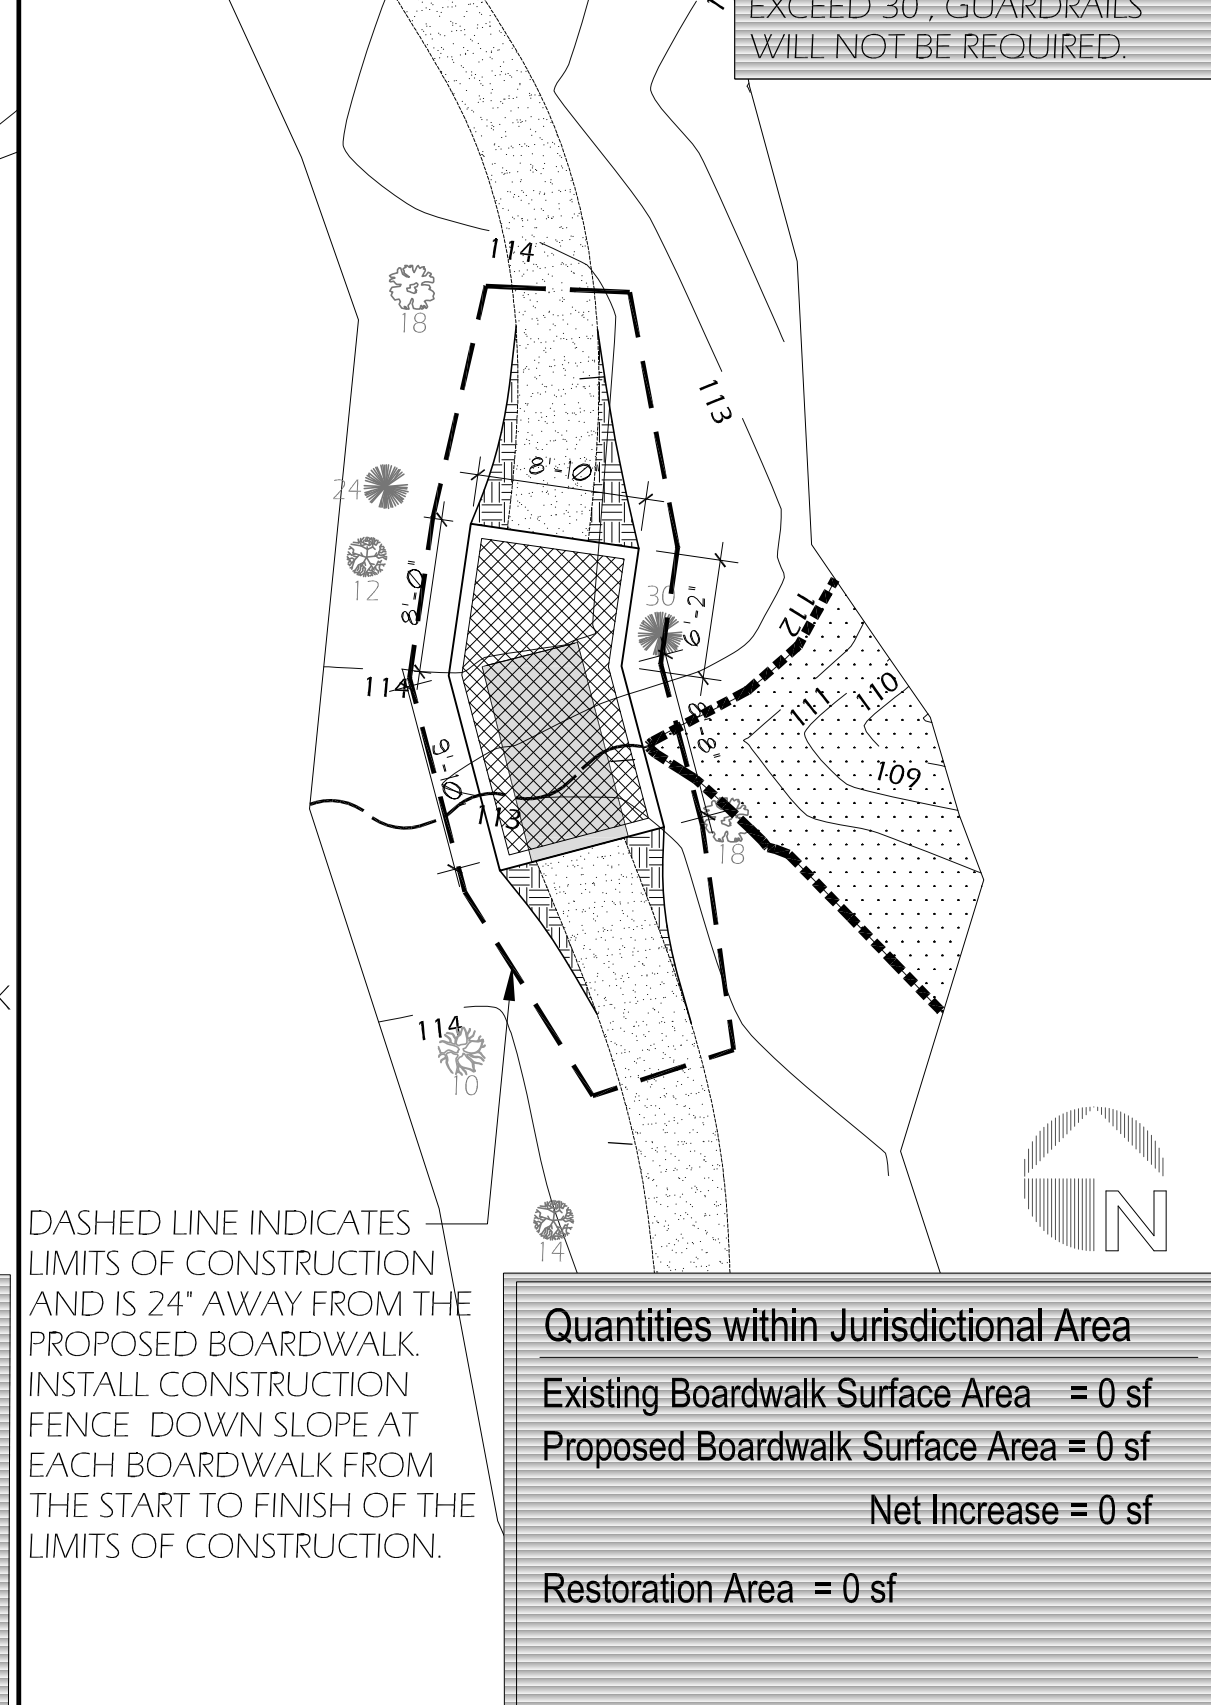 EXCEED 30", GUARDRAILS
WILL NOT BE REQUIRED.
114
18
113
8'-10"
24
12
8'-0"
30
6'-2"
112
114
111
110
109
8'-8"
9'-0"
113
18
114
10
14
N
DASHED LINE INDICATES
LIMITS OF CONSTRUCTION
AND IS 24" AWAY FROM THE
PROPOSED BOARDWALK.
INSTALL CONSTRUCTION
FENCE DOWN SLOPE AT
EACH BOARDWALK FROM
THE START TO FINISH OF THE
LIMITS OF CONSTRUCTION.
Quantities within Jurisdictional Area
Existing Boardwalk Surface Area = 0 sf
Proposed Boardwalk Surface Area = 0 sf
Net Increase = 0 sf
Restoration Area = 0 sf